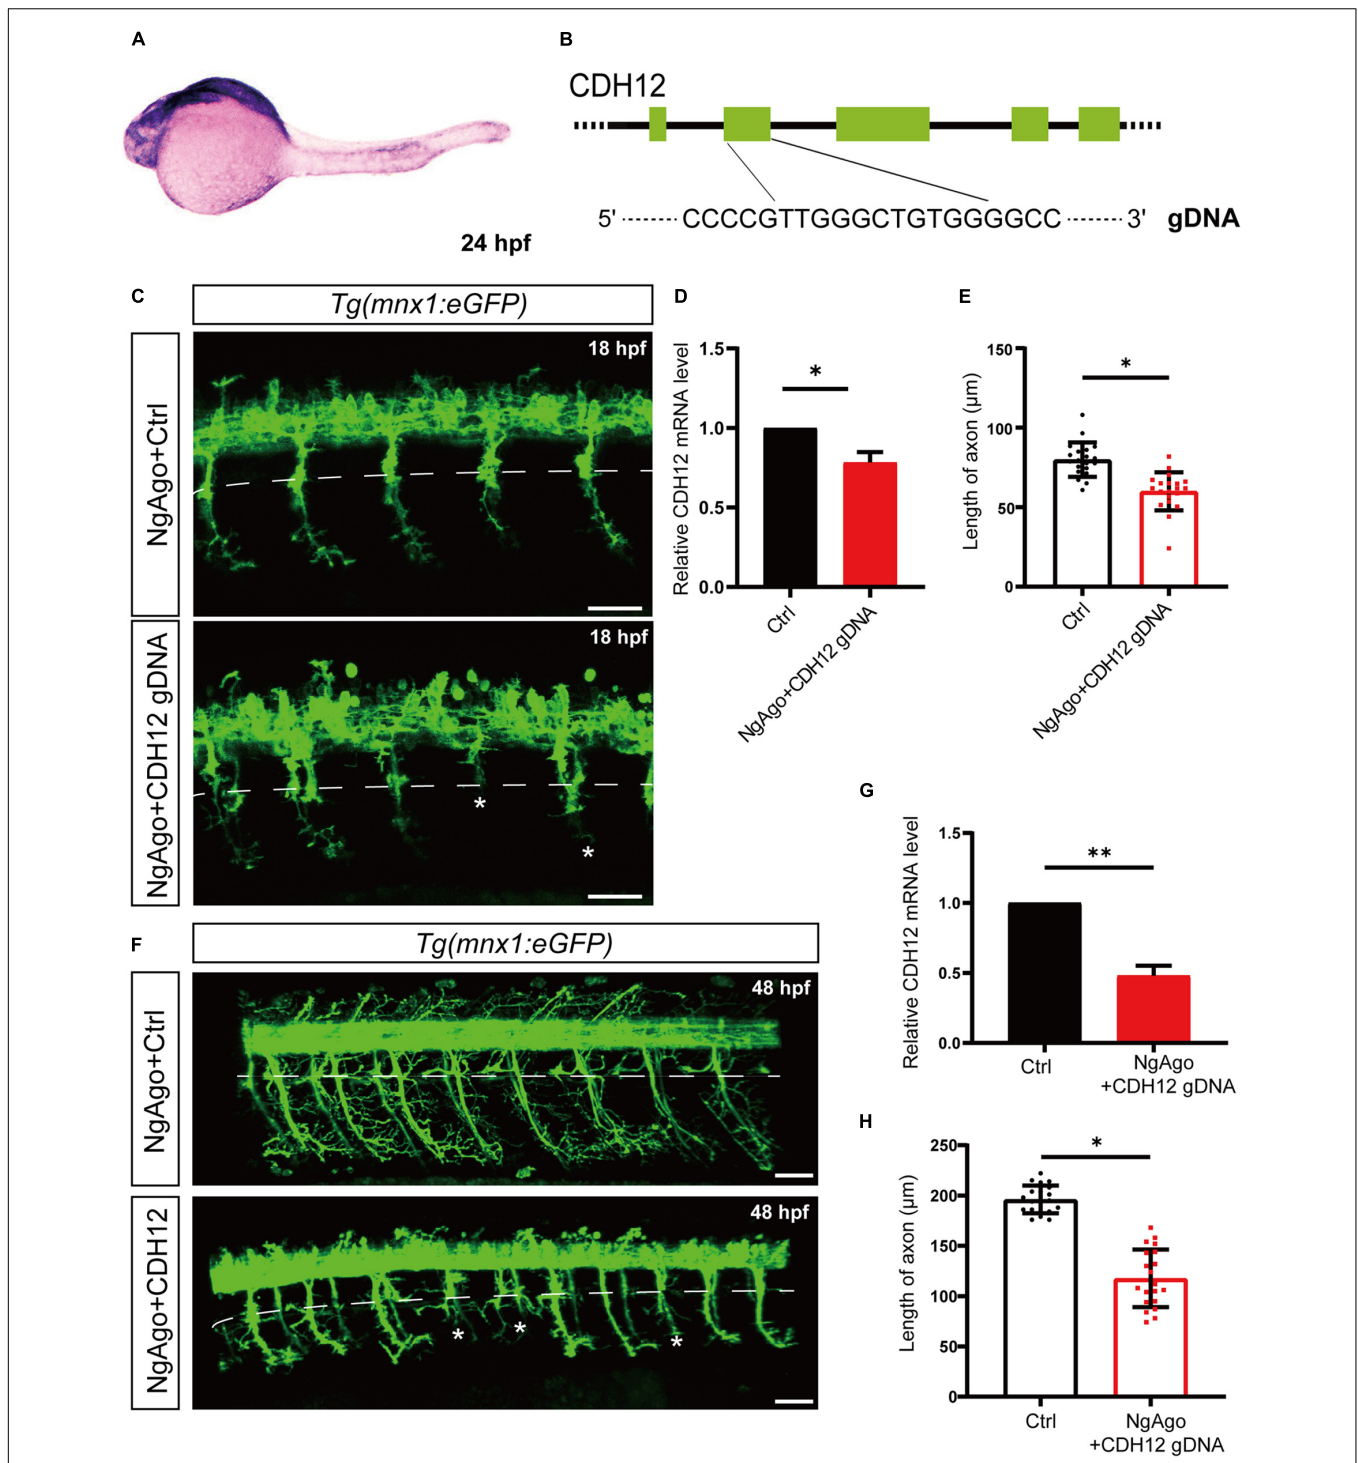 A
24 hpf
B
CDH12
5' CCCCGTTGGGCTGTGGGGCC 3' gDNA
C
Tg(mnx1:eGFP)
NgAgo+Ctrl
18 hpf
NgAgo+CDH12 gDNA
18 hpf
*
*
D
Relative CDH12 mRNA level
1.5
1.0
0.5
0.0
*
Ctrl
NgAgo+CDH12 gDNA
E
Length of axon (μm)
150
100
50
0
*
Ctrl
NgAgo+CDH12 gDNA
F
Tg(mnx1:eGFP)
NgAgo+Ctrl
48 hpf
NgAgo+CDH12
48 hpf
*
*
*
G
Relative CDH12 mRNA level
1.5
1.0
0.5
0.0
**
Ctrl
NgAgo
+CDH12 gDNA
H
Length of axon (μm)
250
200
150
100
50
0
*
Ctrl
NgAgo
+CDH12 gDNA